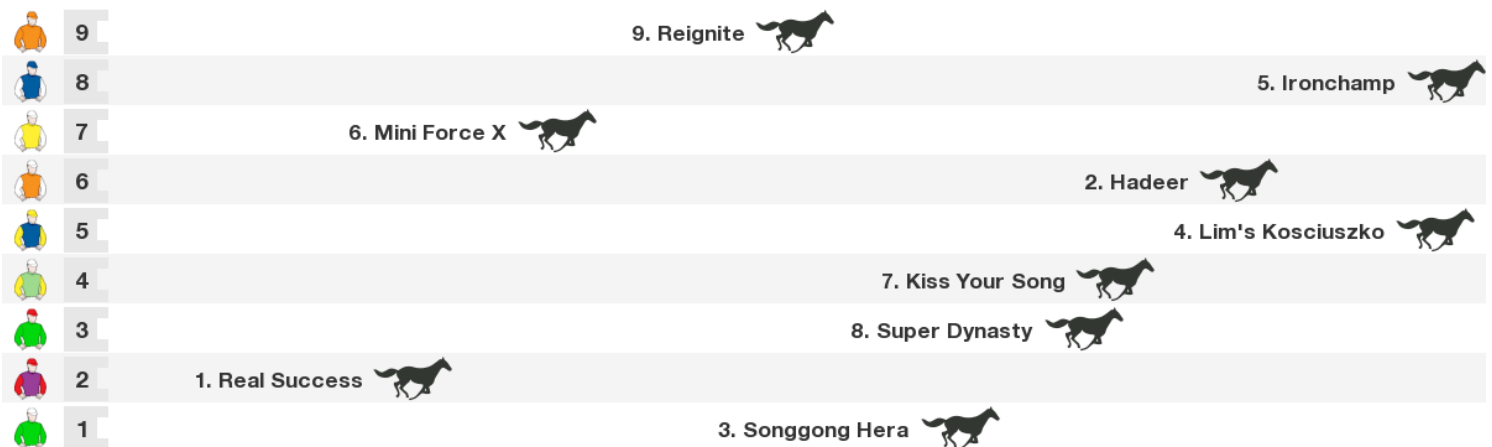 9 9. Reignite
8 5. Ironchamp
7 6. Mini Force X
6 2. Hadeer
5 4. Lim's Kosciuszko
4 7. Kiss Your Song
3 8. Super Dynasty
2 1. Real Success
1 3. Songgong Hera